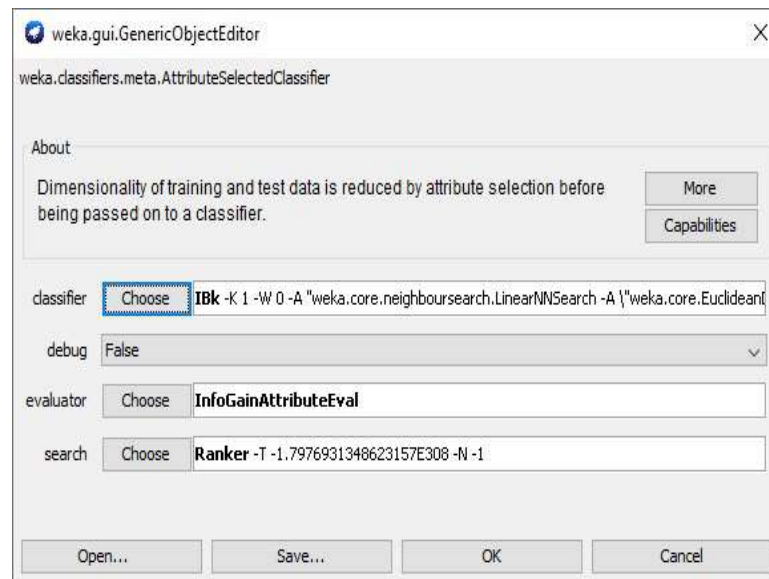 weka.gui.GenericObjectEditor
weka.classifiers.meta.AttributeSelectedClassifier
About
Dimensionality of training and test data is reduced by attribute selection before
being passed on to a classifier.
More
Capabilities
classifier Choose IBk -K 1 -W 0 -A "weka.core.neighboursearch.LinearNNSearch -A \"weka.core.Euclidean
debug False
evaluator Choose InfoGainAttributeEval
search Choose Ranker -T -1.7976931348623157E308 -N -1
Open... Save... OK Cancel